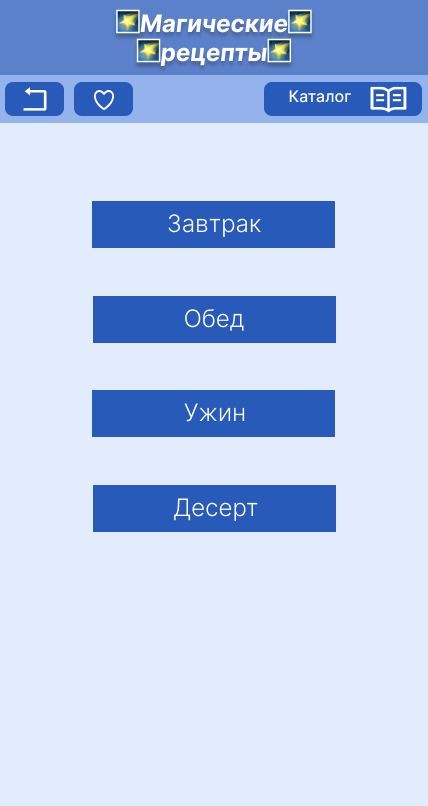 Магические
рецепты
Каталог
Завтрак
Обед
Ужин
Десерт